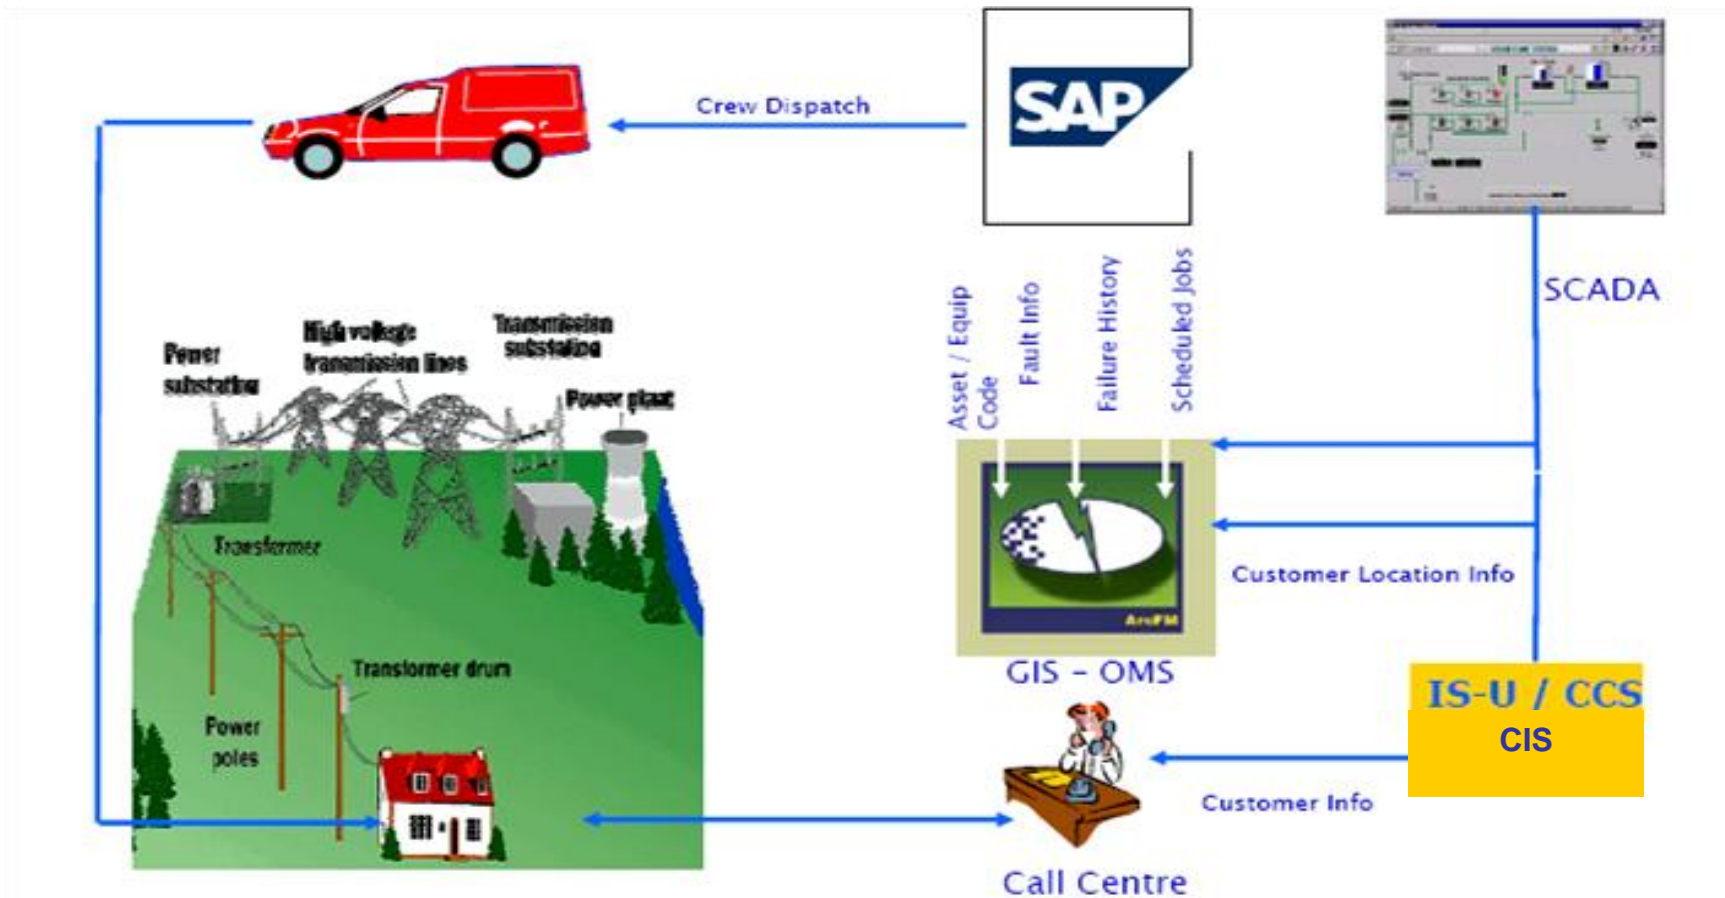 Crew Dispatch
SAP
SCADA
Asset / Equip
Code
Fault Info
Failure History
Scheduled Jobs
Power
substation
High voltage
transmission lines
Transmission
substation
Power plant
Transformer
Transformer drum
Power
poles
ArcFM
GIS – OMS
Customer Location Info
IS-U / CCS
CIS
Customer Info
Call Centre